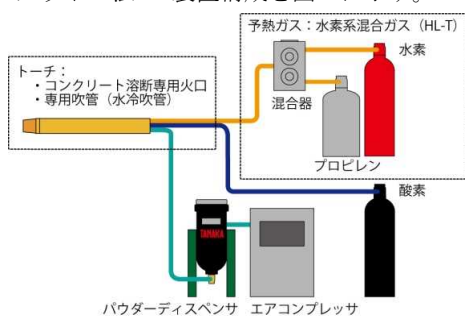 予熱ガス：水素系混合ガス（HL-T）
水素
トーチ：
・コンクリート溶断専用火口
・専用吹管（水冷吹管）
混合器
プロピレン
酸素
TANAKA
パウダーディスペンサ エアコンプレッサ